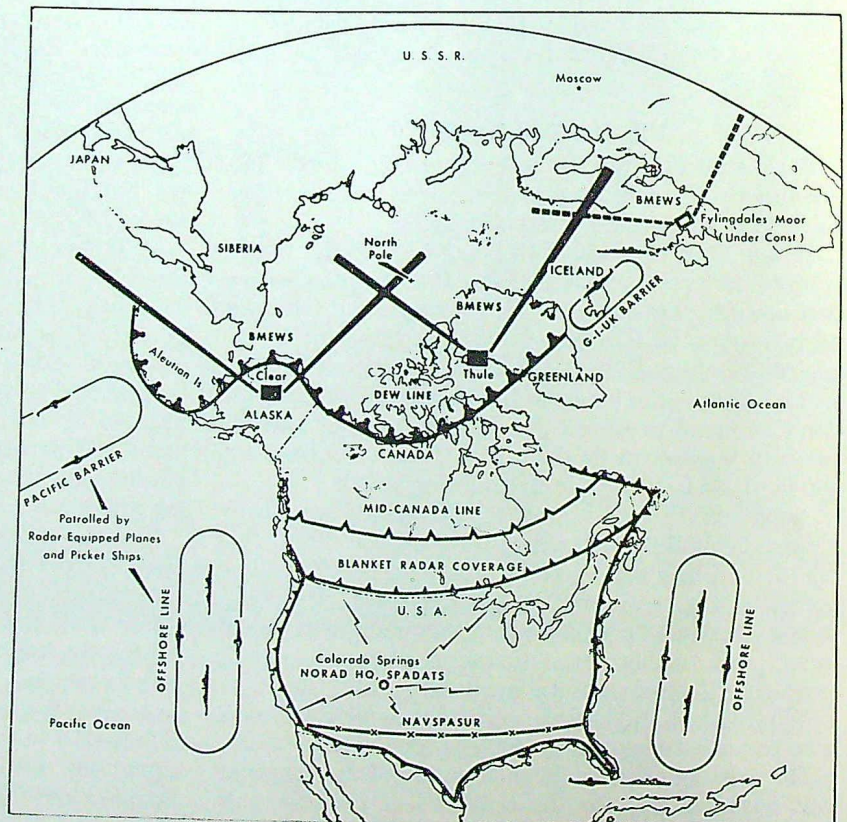 U.S.S.R.
Moscow
JAPAN
BMEWS
Fylingdales Moor
(Under Const)
SIBERIA
North
Pole
ICELAND
G-I-UK BARRIER
BMEWS
BMEWS
Aleution Is
Clear
Thule
GREENLAND
DEW LINE
ALASKA
Atlantic Ocean
CANADA
PACIFIC BARRIER
MID-CANADA LINE
Patrolled by
Radar Equipped Planes
and Picket Ships.
BLANKET RADAR COVERAGE
U.S.A.
OFFSHORE LINE
Colorado Springs
NORAD HQ, SPADATS
OFFSHORE LINE
NAVSPASUR
Pacific Ocean